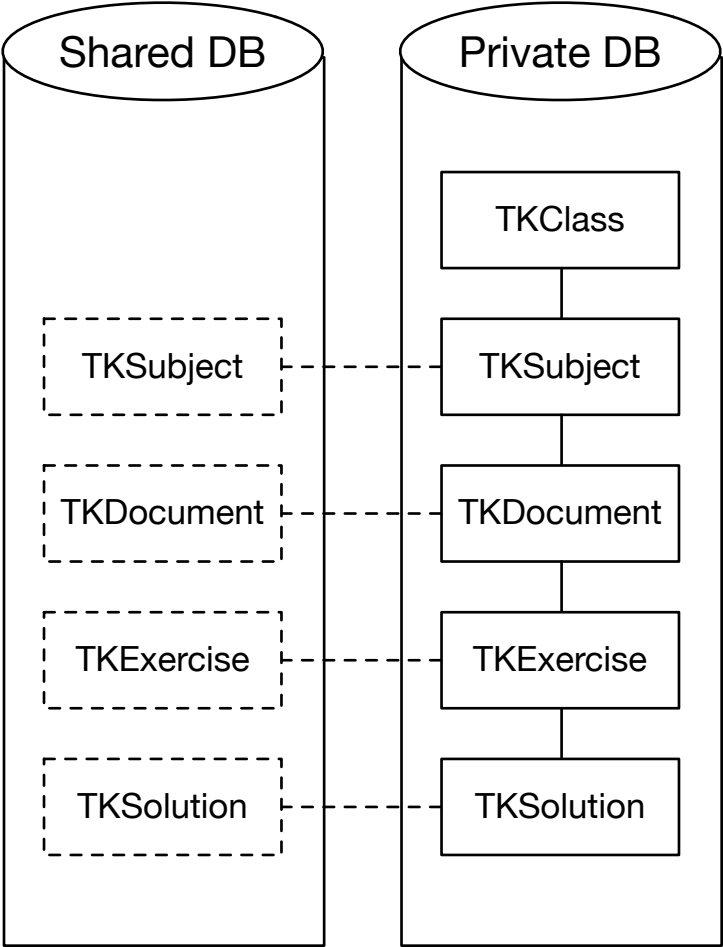 Shared DB
Private DB
TKClass
TKSubject
TKSubject
TKDocument
TKDocument
TKExercise
TKExercise
TKSolution
TKSolution